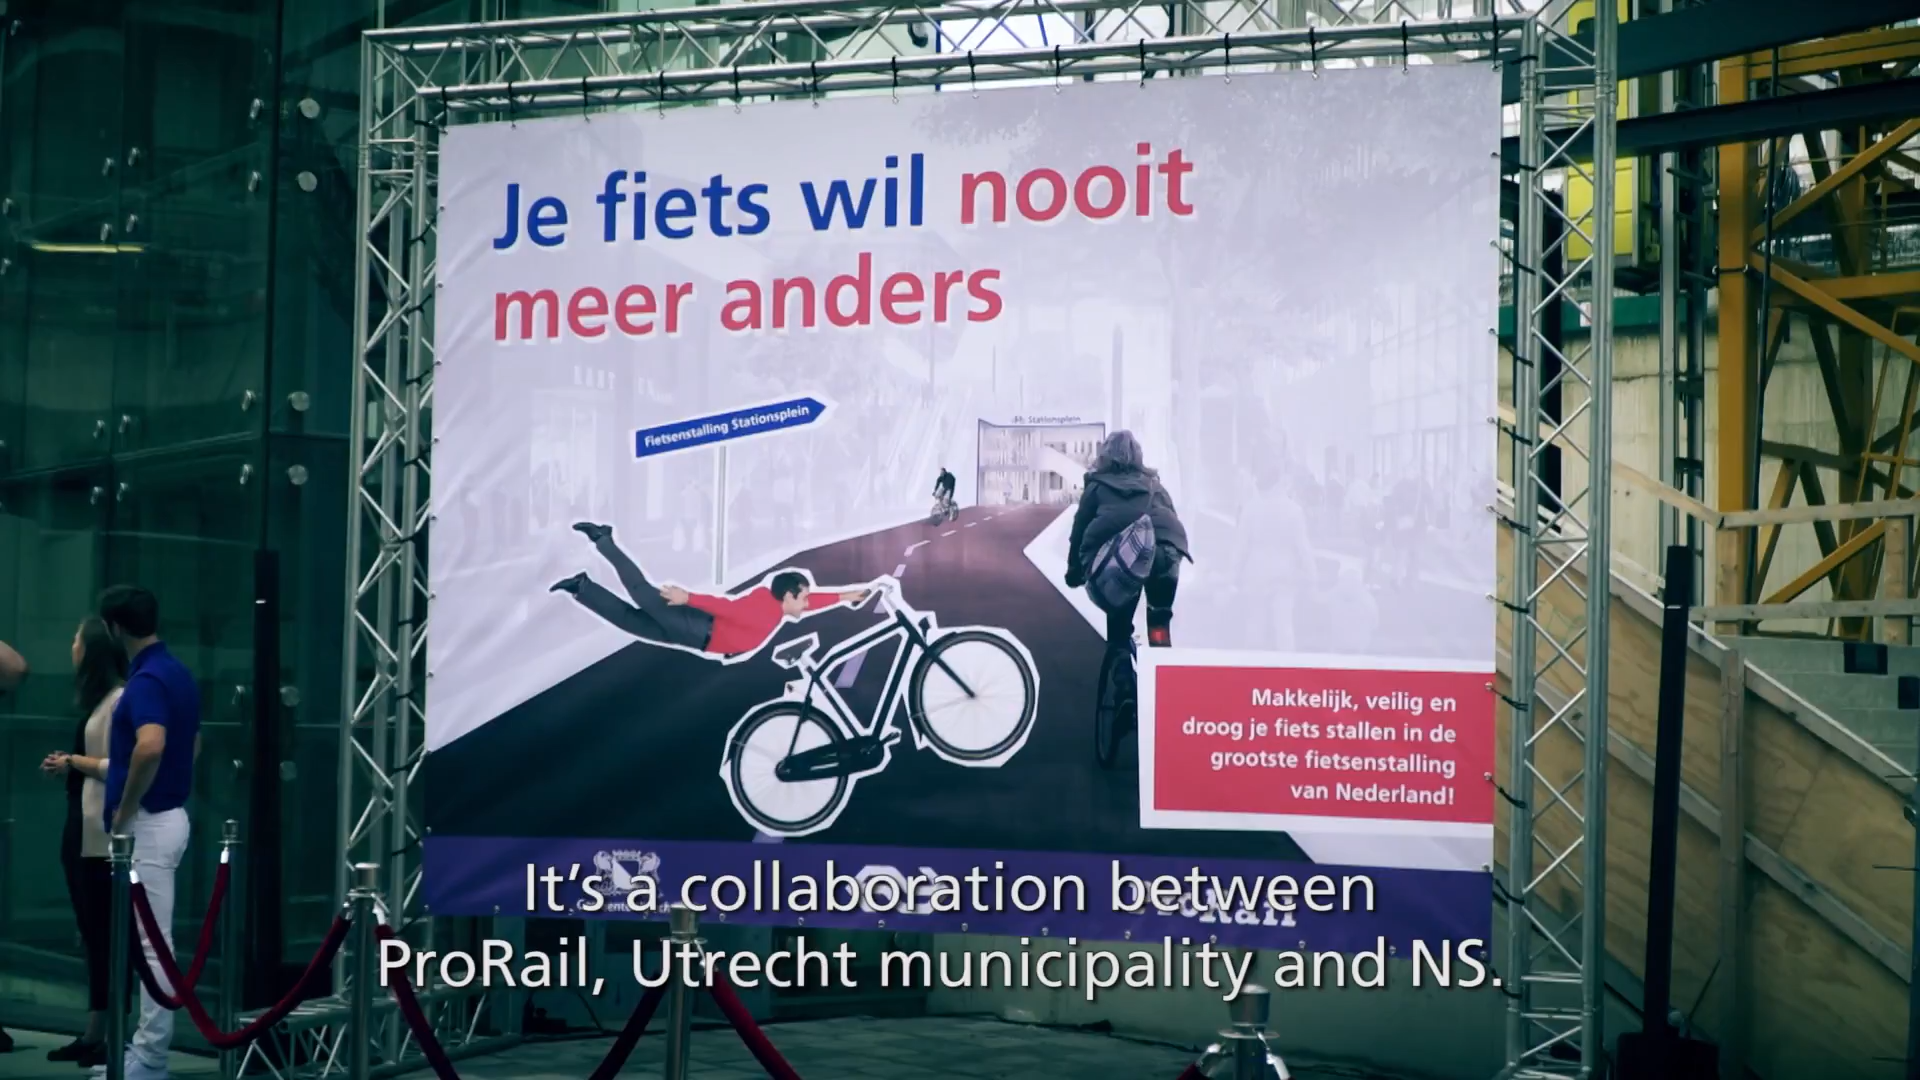 Je fiets wil nooit
meer anders
Fietsenstalling Stationsplein
Stationsplein
Makkelijk, veilig en
droog je fiets stallen in de
grootste fietsenstalling
van Nederland!
ProRail
It's a collaboration between
ProRail, Utrecht municipality and NS.